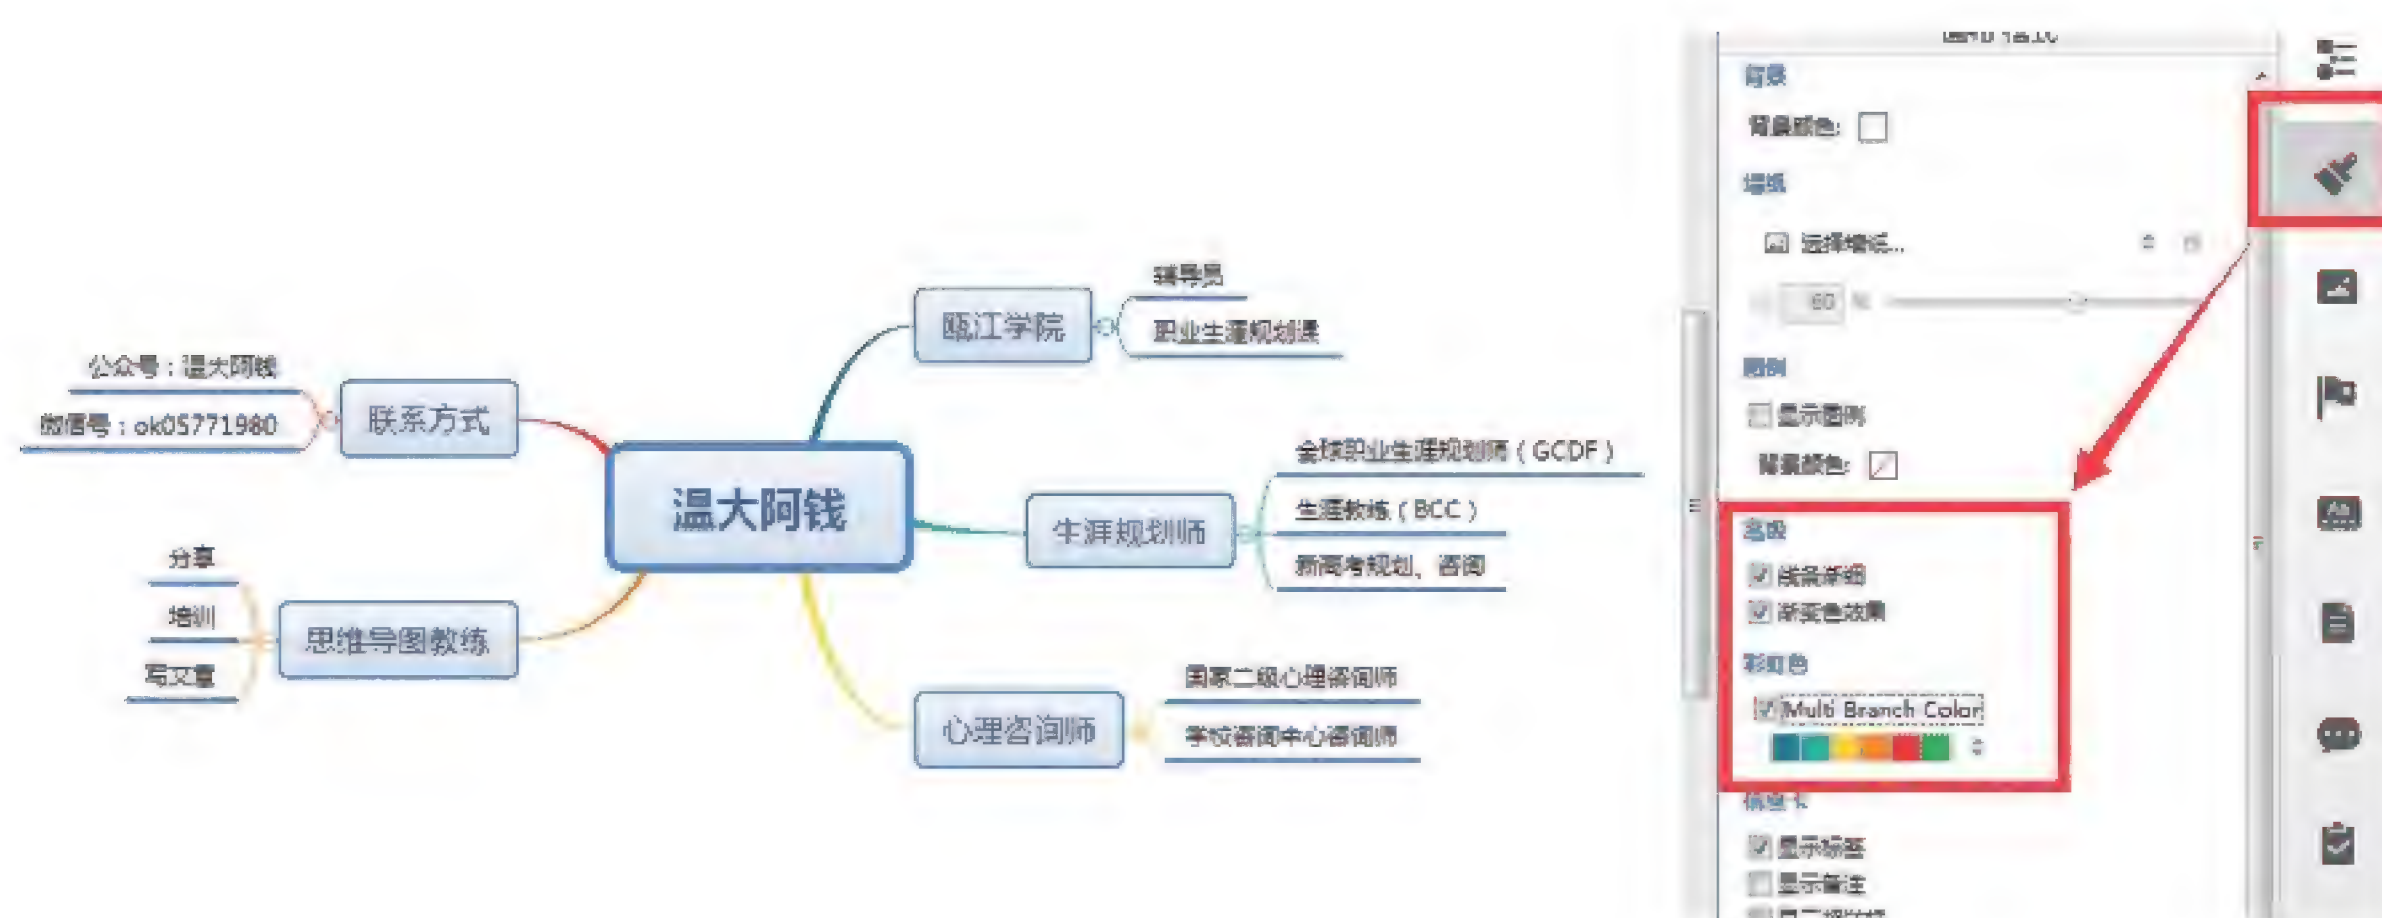 温大阿钱
瓯江学院
辅导员
职业生涯规划课
生涯规划师
全球职业生涯规划师（GCDF）
生涯教练（BCC）
新高考规划、咨询
心理咨询师
国家二级心理咨询师
学校咨询中心咨询师
联系方式
公众号：温大阿钱
微信号：ok05771980
思维导图教练
分享
培训
写文章
背景
背景颜色:
墙纸
选择墙纸...
60 %
图例
显示图例
背景颜色:
高级
线条渐细
渐变色效果
彩虹色
Multi Branch Color
信息卡
显示标签
显示备注